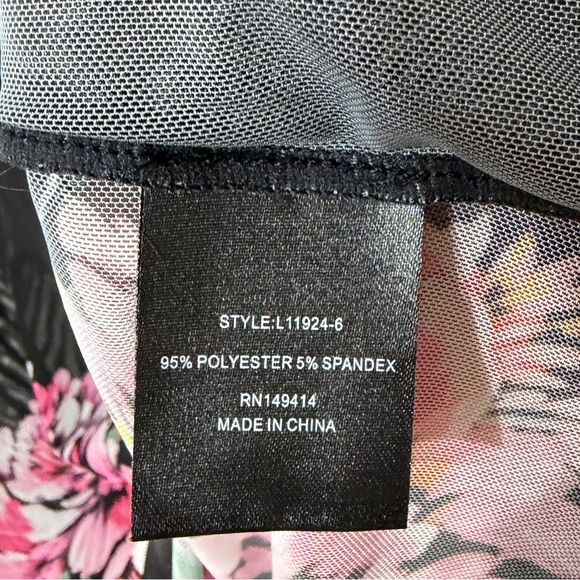 STYLE:L11924-6
95% POLYESTER 5% SPANDEX
RN149414
MADE IN CHINA